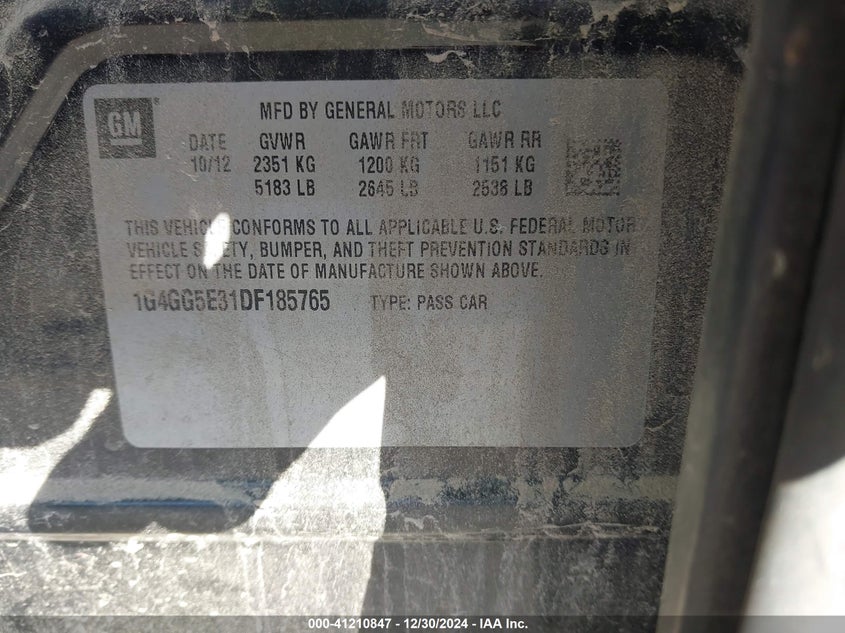 GM
MFD BY GENERAL MOTORS LLC
DATE GVWR GAWR FRT GAWR RR
10/12 2351 KG 1200 KG 1151 KG
5183 LB 2645 LB 2538 LB
THIS VEHICLE CONFORMS TO ALL APPLICABLE U.S. FEDERAL MOTOR
VEHICLE SAFETY, BUMPER, AND THEFT PREVENTION STANDARDS IN
EFFECT ON THE DATE OF MANUFACTURE SHOWN ABOVE.
1G4GG5E31DF185765 TYPE: PASS CAR
000-41210847 - 12/30/2024 - IAA Inc.